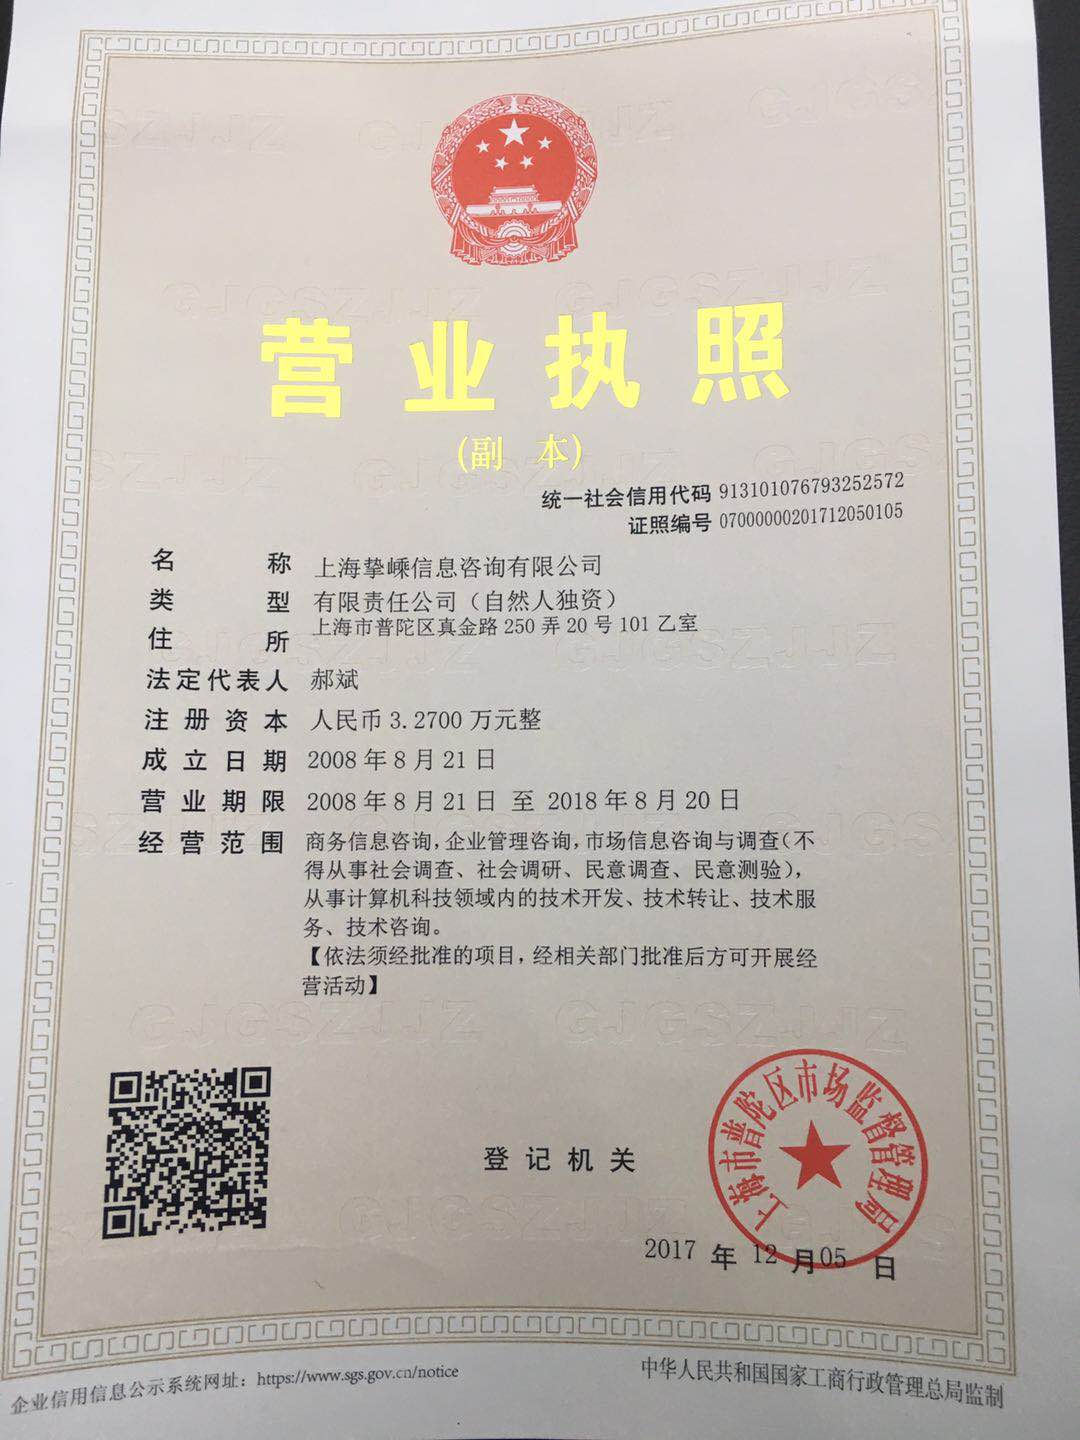 营业执照
(副 本)
统一社会信用代码 913101076793252572
证照编号 07000000201712050105
名 称 上海挚嵊信息咨询有限公司
类 型 有限责任公司（自然人独资）
住 所 上海市普陀区真金路250弄20号101乙室
法定代表人 郝斌
注册资本 人民币3.2700万元整
成立日期 2008年8月21日
营业期限 2008年8月21日 至 2018年8月20日
经营范围 商务信息咨询,企业管理咨询,市场信息咨询与调查(不
得从事社会调查、社会调研、民意调查、民意测验),
从事计算机科技领域内的技术开发、技术转让、技术服
务、技术咨询。
【依法须经批准的项目,经相关部门批准后方可开展经
营活动】
上海市普陀区市场监督管理局
登记机关
2017 年 12 月 05 日
企业信用信息公示系统网址：https://www.sgs.gov.cn/notice
中华人民共和国国家工商行政管理总局监制